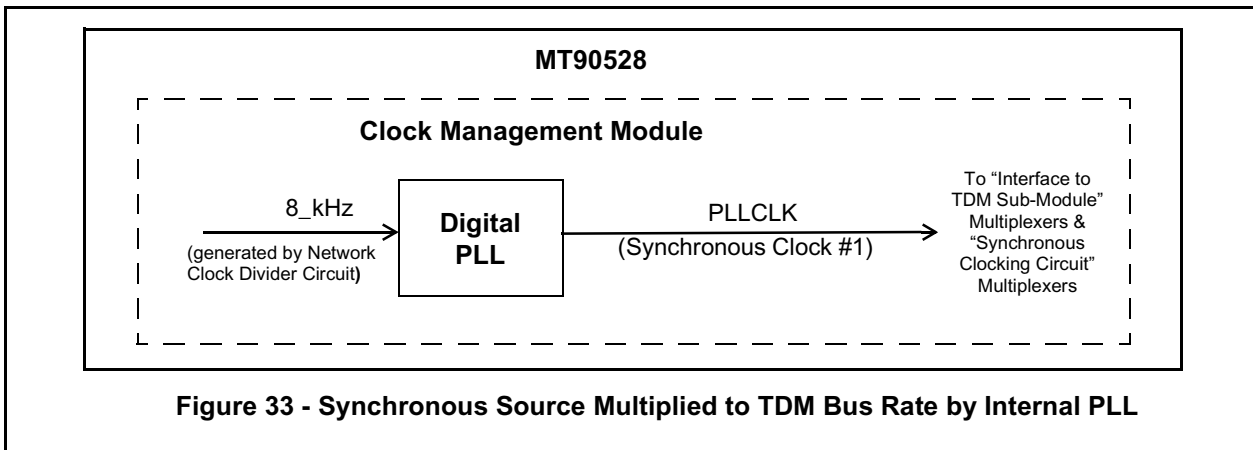 MT90528
Clock Management Module
8_kHz
(generated by Network
Clock Divider Circuit)
Digital
PLL
PLLCLK
(Synchronous Clock #1)
To “Interface to
TDM Sub-Module”
Multiplexers &
“Synchronous
Clocking Circuit”
Multiplexers
Figure 33 - Synchronous Source Multiplied to TDM Bus Rate by Internal PLL